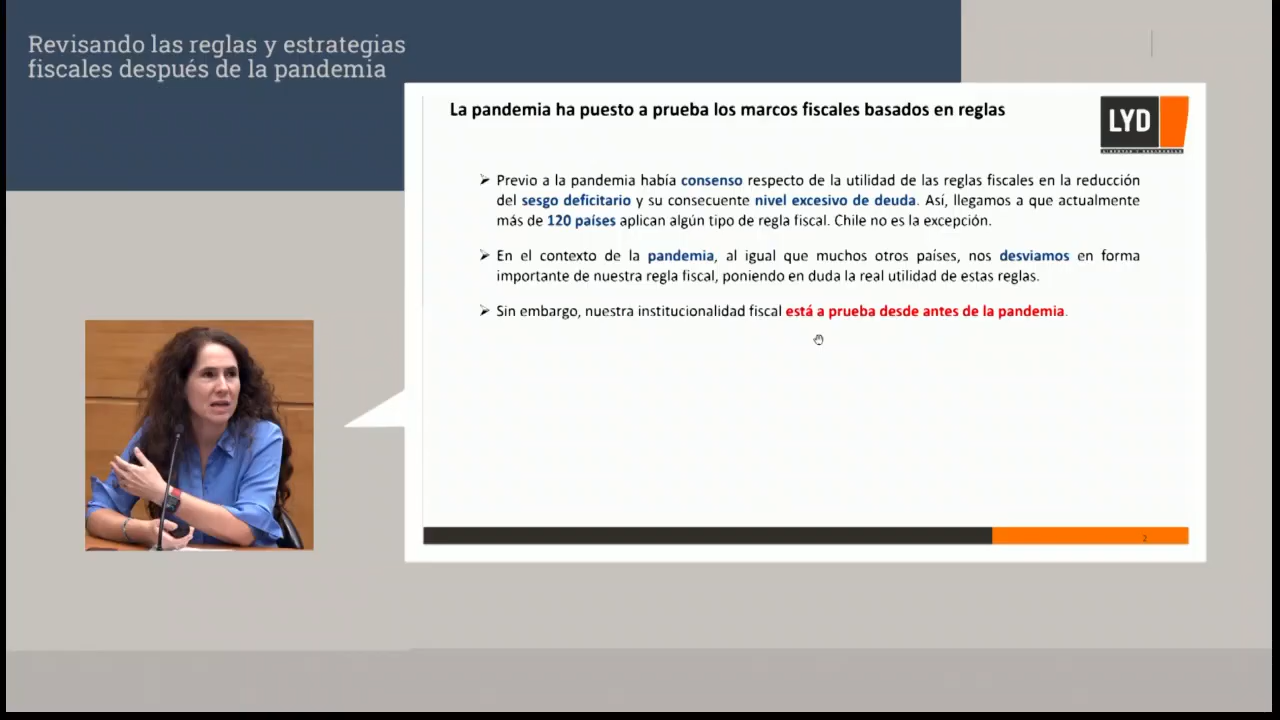 Revisando las reglas y estrategias
fiscales después de la pandemia
La pandemia ha puesto a prueba los marcos fiscales basados en reglas
LYD
➢ Previo a la pandemia había consenso respecto de la utilidad de las reglas fiscales en la reducción
del sesgo deficitario y su consecuente nivel excesivo de deuda. Así, llegamos a que actualmente
más de 120 países aplican algún tipo de regla fiscal. Chile no es la excepción.
➢ En el contexto de la pandemia, al igual que muchos otros países, nos desviamos en forma
importante de nuestra regla fiscal, poniendo en duda la real utilidad de estas reglas.
➢ Sin embargo, nuestra institucionalidad fiscal está a prueba desde antes de la pandemia.
2